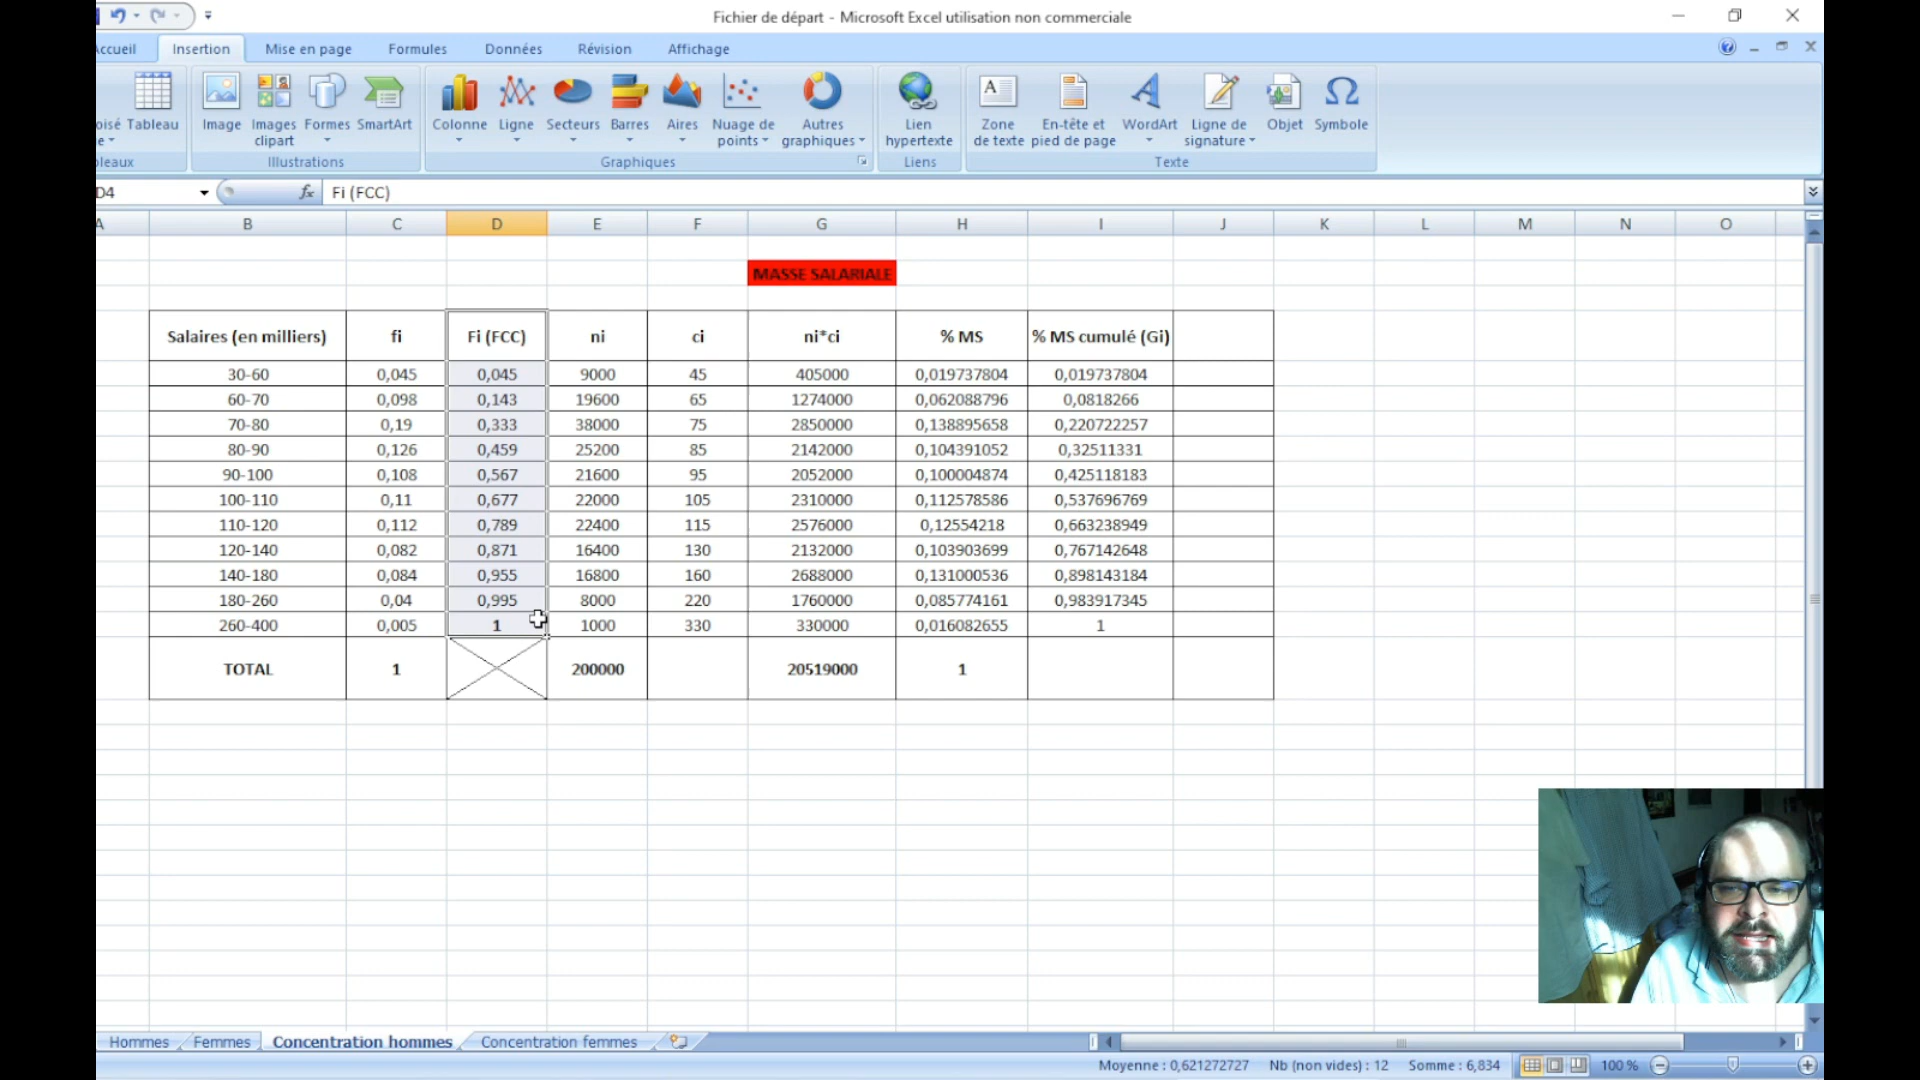 Fichier de départ - Microsoft Excel utilisation non commerciale
ccueil Insertion Mise en page Formules Données Révision Affichage
oisé Tableau Image Images clipart Formes SmartArt Colonne Ligne Secteurs Barres Aires Nuage de points Autres graphiques Lien hypertexte Zone de texte En-tête et pied de page WordArt Ligne de signature Objet Symbole
leaux Illustrations Graphiques Liens Texte
D4 fx Fi (FCC)
A B C D E F G H I J K L M N O
MASSE SALARIALE
Salaires (en milliers) fi Fi (FCC) ni ci ni*ci % MS % MS cumulé (Gi)
30-60 0,045 0,045 9000 45 405000 0,019737804 0,019737804
60-70 0,098 0,143 19600 65 1274000 0,062088796 0,0818266
70-80 0,19 0,333 38000 75 2850000 0,138895658 0,220722257
80-90 0,126 0,459 25200 85 2142000 0,104391052 0,32511331
90-100 0,108 0,567 21600 95 2052000 0,100004874 0,425118183
100-110 0,11 0,677 22000 105 2310000 0,112578586 0,537696769
110-120 0,112 0,789 22400 115 2576000 0,12554218 0,663238949
120-140 0,082 0,871 16400 130 2132000 0,103903699 0,767142648
140-180 0,084 0,955 16800 160 2688000 0,131000536 0,898143184
180-260 0,04 0,995 8000 220 1760000 0,085774161 0,983917345
260-400 0,005 1 1000 330 330000 0,016082655 1
TOTAL 1 200000 20519000 1
Hommes Femmes Concentration hommes Concentration femmes
Moyenne : 0,621272727 Nb (non vides) : 12 Somme : 6,834 100 %